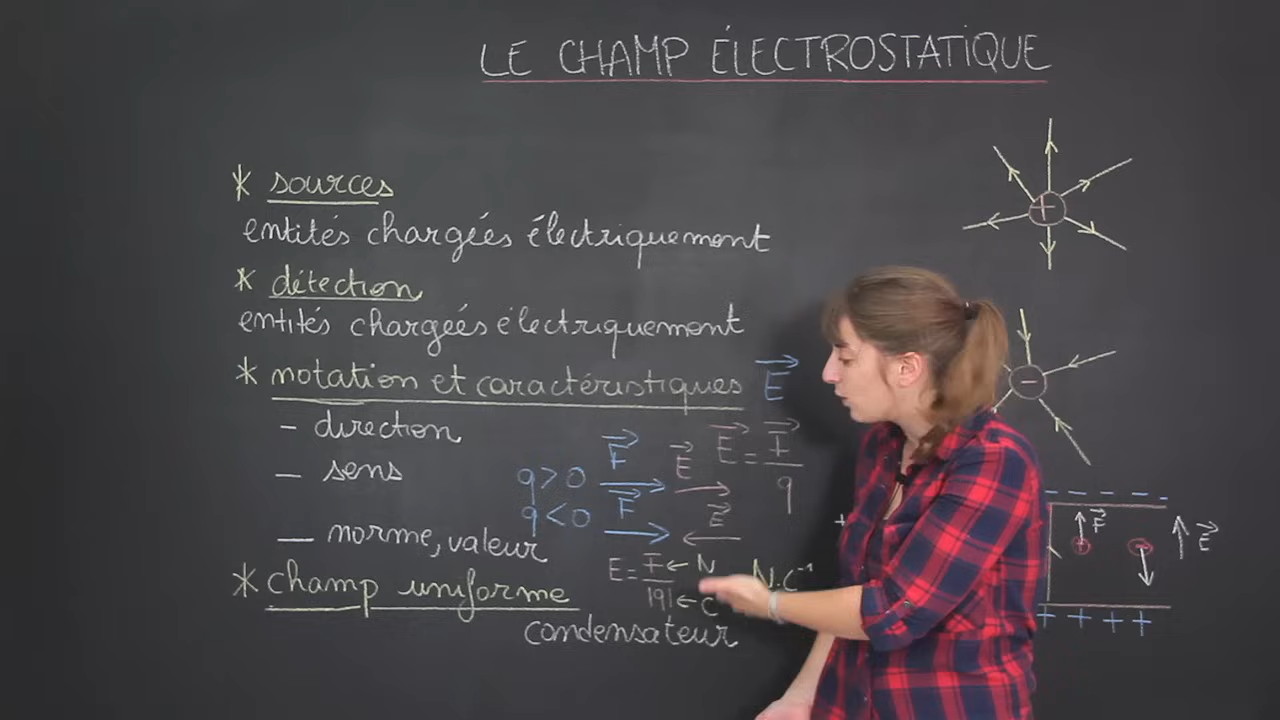 LE CHAMP ÉLECTROSTATIQUE
* sources
entités chargées électriquement
* détection
entités chargées électriquement
* notation et caractéristiques E
- direction
- sens
q>0 F E
E = F/q
q<0 F E
- norme, valeur
E = F/|q| ← N ← C N.C⁻¹
* champ uniforme
condensateur
+
-
- - - - -
F E
+ + + +